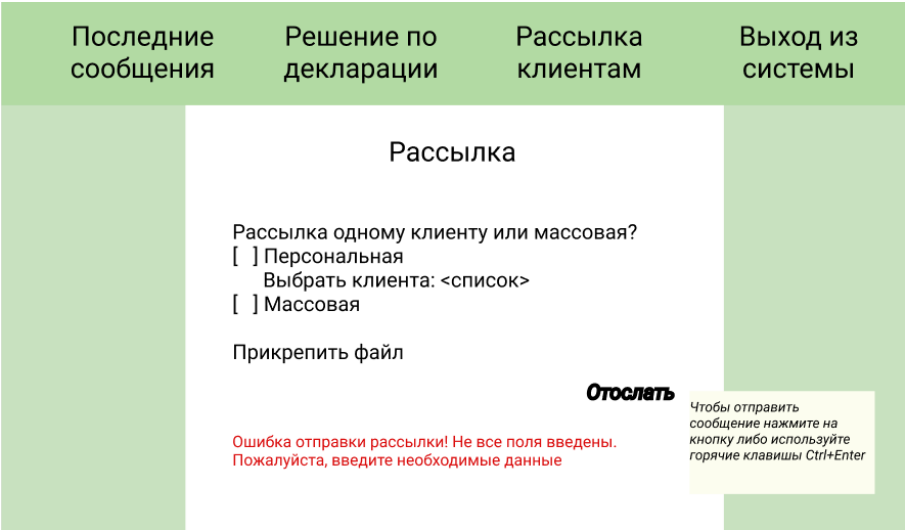 Последние
сообщения
Решение по
декларации
Рассылка
клиентам
Выход из
системы
Рассылка
Рассылка одному клиенту или массовая?
[ ] Персональная
Выбрать клиента: <список>
[ ] Массовая
Прикрепить файл
Отослать
Чтобы отправить
сообщение нажмите на
кнопку либо используйте
горячие клавишы Ctrl+Enter
Ошибка отправки рассылки! Не все поля введены.
Пожалуйста, введите необходимые данные